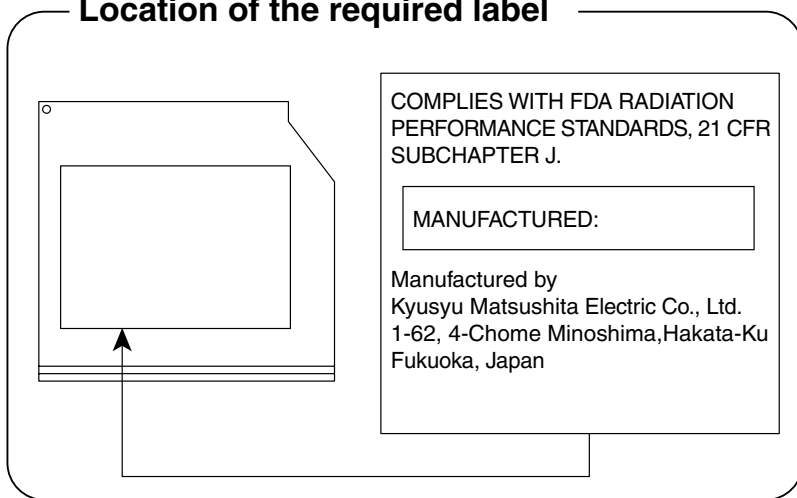 Location of the required label
COMPLIES WITH FDA RADIATION
PERFORMANCE STANDARDS, 21 CFR
SUBCHAPTER J.
MANUFACTURED:
Manufactured by
Kyusyu Matsushita Electric Co., Ltd.
1-62, 4-Chome Minoshima,Hakata-Ku
Fukuoka, Japan